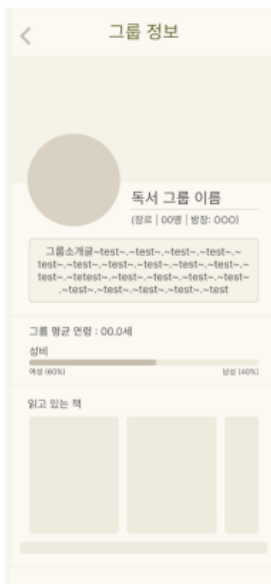 그룹 정보
독서 그룹 이름
(장르 | 00명 | 방장: OOO)
그룹소개글~test~.~test~.~test~.~test~.~
test~.~test~.~test~.~test~.~test~.~test~.~
test~.~tetest~.~test~.~test~.~test~.~test~
.~test~.~test~.~test~.~test~.~test
그룹 평균 연령 : 00.0세
성비
여성 (60%) 남성 (40%)
읽고 있는 책